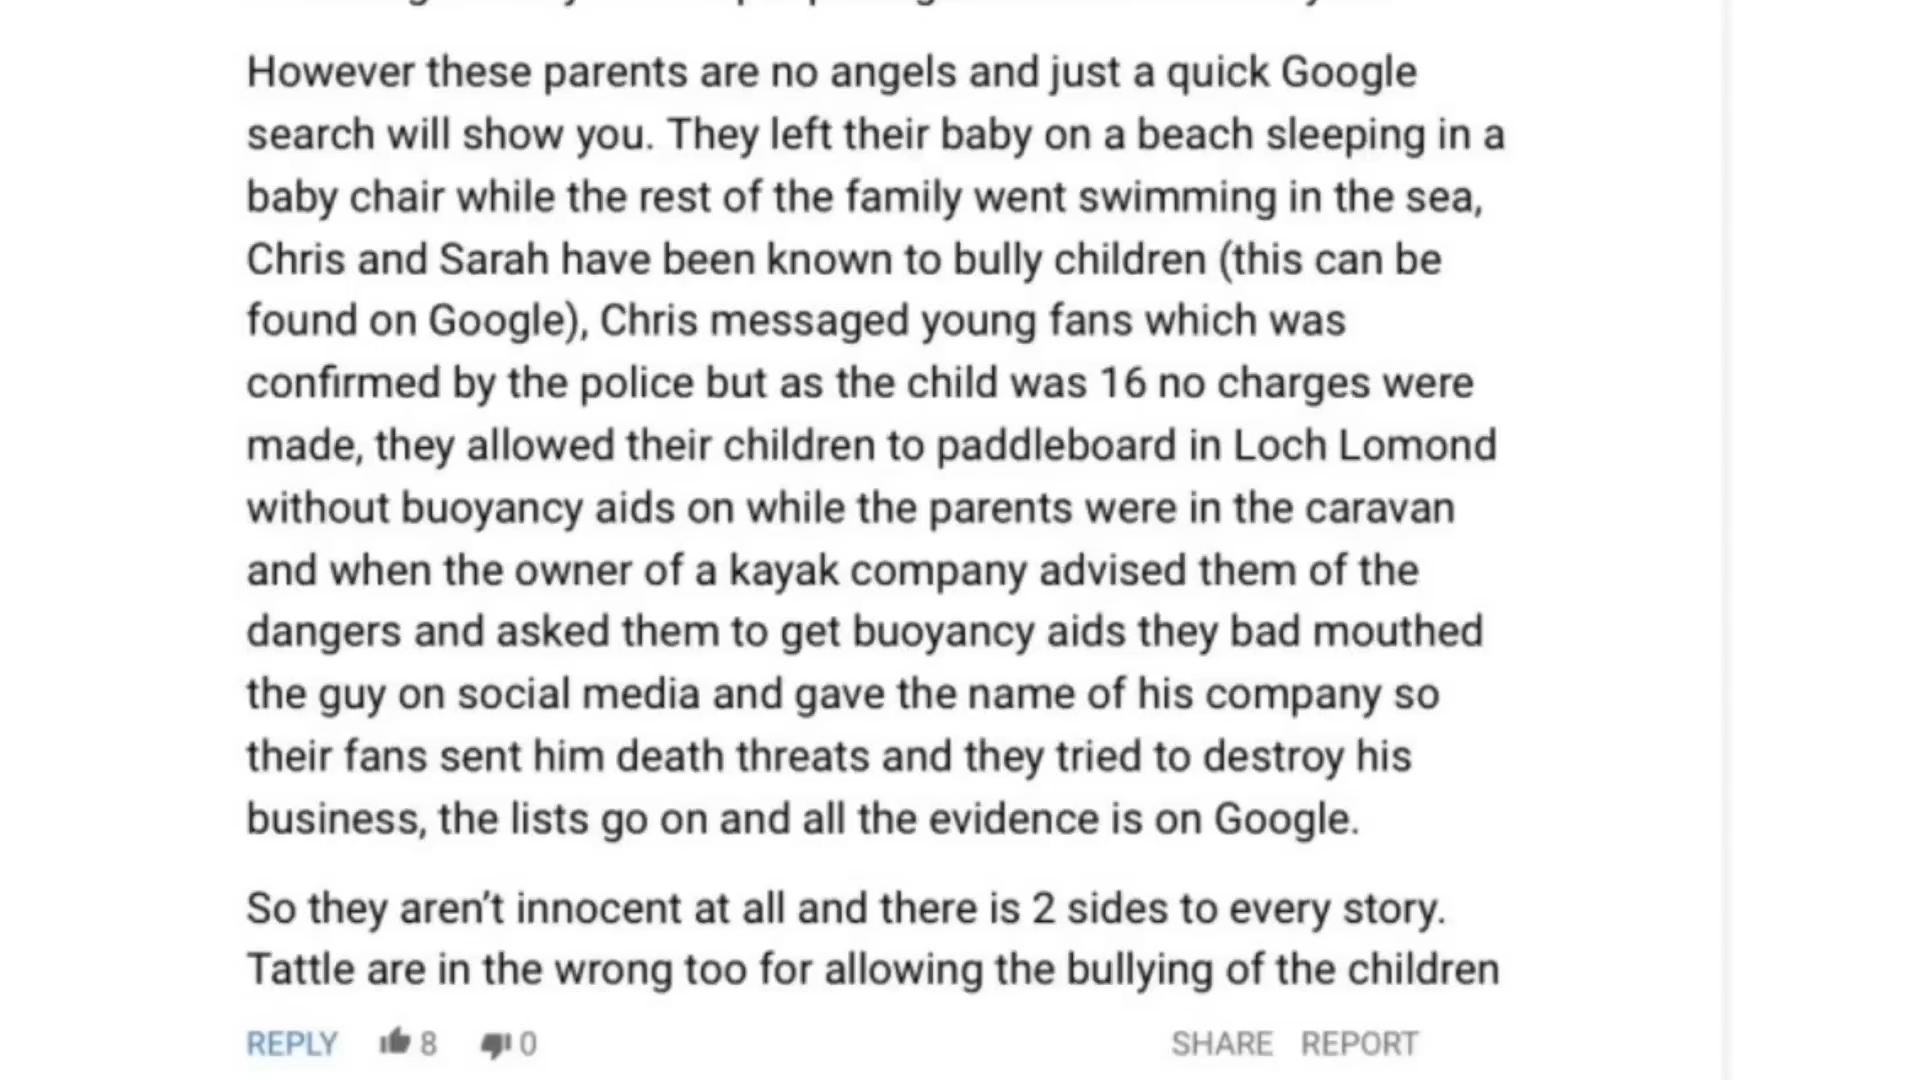 However these parents are no angels and just a quick Google
search will show you. They left their baby on a beach sleeping in a
baby chair while the rest of the family went swimming in the sea,
Chris and Sarah have been known to bully children (this can be
found on Google), Chris messaged young fans which was
confirmed by the police but as the child was 16 no charges were
made, they allowed their children to paddleboard in Loch Lomond
without buoyancy aids on while the parents were in the caravan
and when the owner of a kayak company advised them of the
dangers and asked them to get buoyancy aids they bad mouthed
the guy on social media and gave the name of his company so
their fans sent him death threats and they tried to destroy his
business, the lists go on and all the evidence is on Google.
So they aren't innocent at all and there is 2 sides to every story.
Tattle are in the wrong too for allowing the bullying of the children
REPLY 8 0 SHARE REPORT